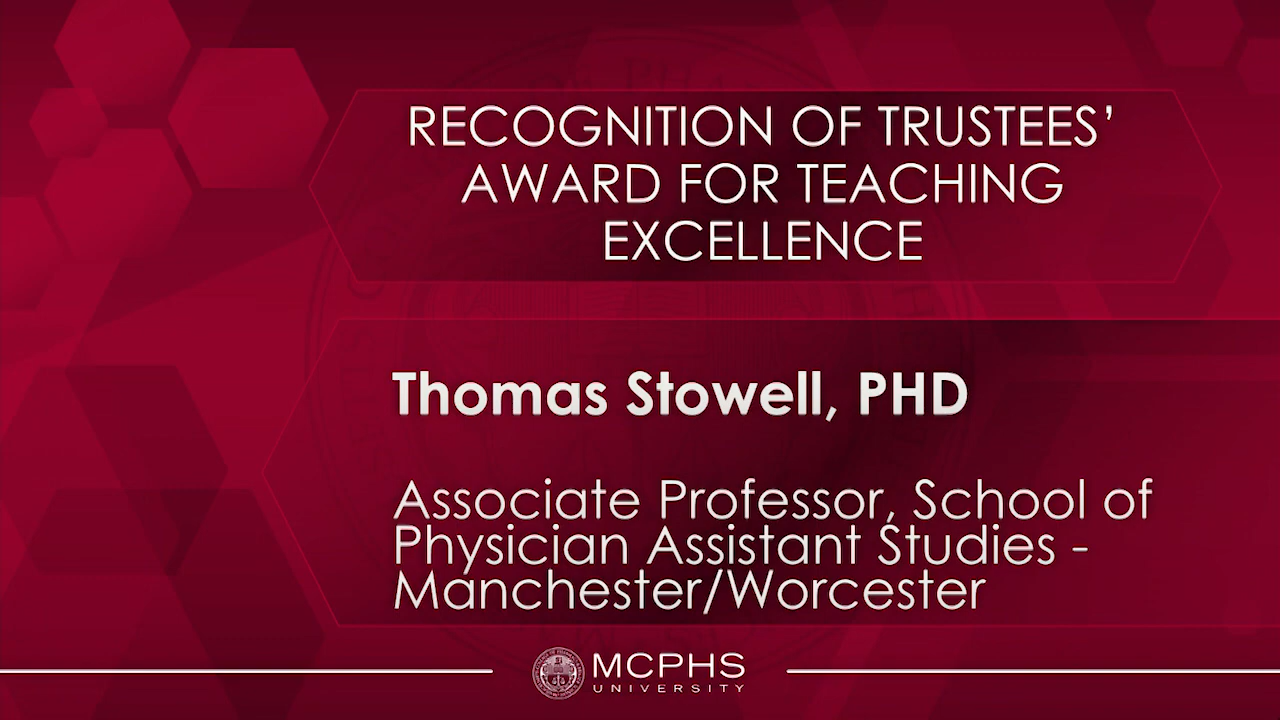 RECOGNITION OF TRUSTEES’
AWARD FOR TEACHING
EXCELLENCE
Thomas Stowell, PHD
Associate Professor, School of
Physician Assistant Studies -
Manchester/Worcester
MCPHS
UNIVERSITY